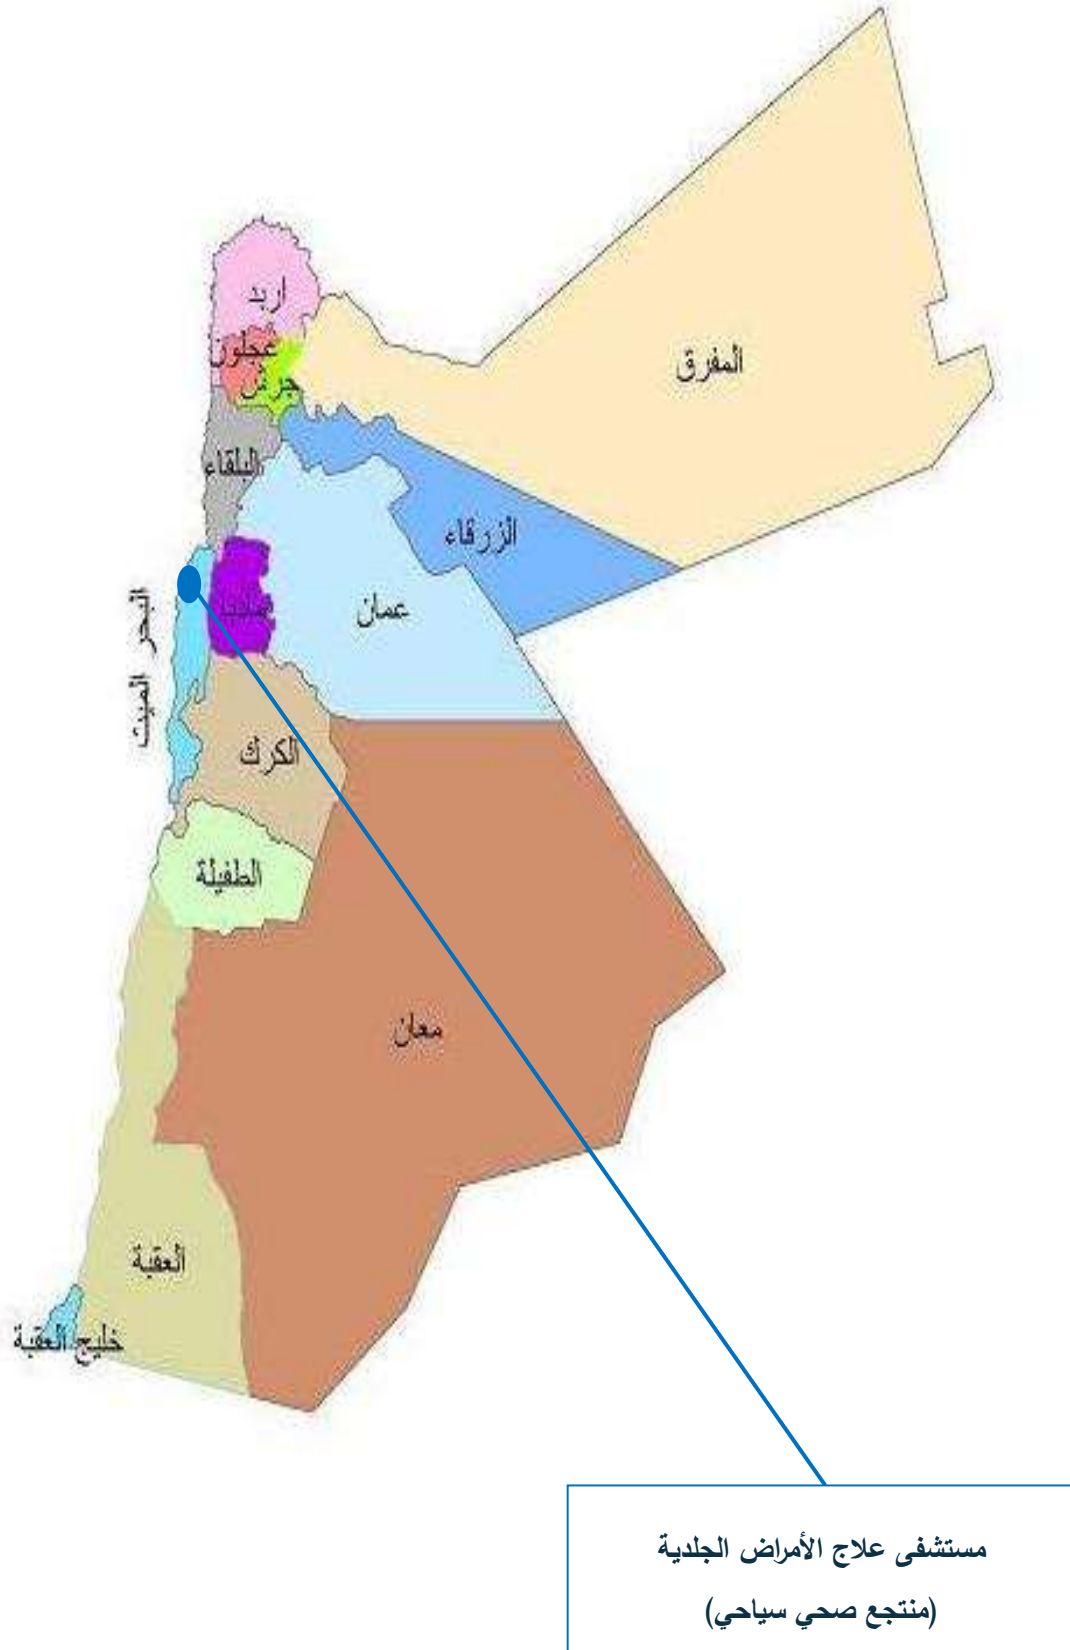 اربد
عجلون
جرش
المفرق
البلقاء
الزرقاء
عمان
مادبا
البحر الميت
الكرك
الطفيلة
معان
العقبة
خليج العقبة
مستشفى علاج الأمراض الجلدية
(منتجع صحي سياحي)